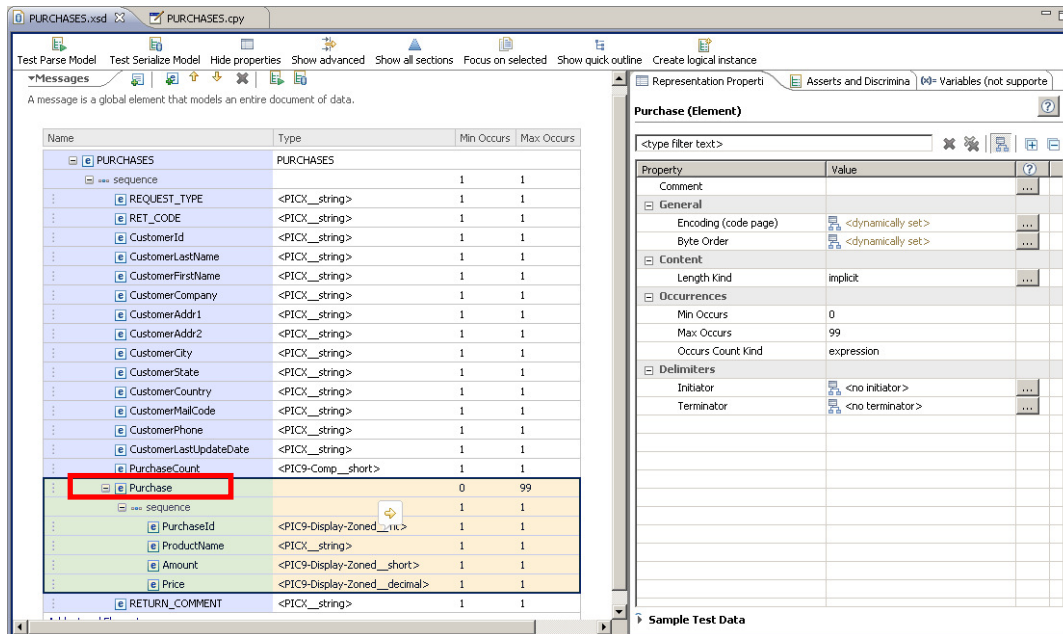 PURCHASES.xsd PURCHASES.cpy
Test Parse Model Test Serialize Model Hide properties Show advanced Show all sections Focus on selected Show quick outline Create logical instance
Messages
A message is a global element that models an entire document of data.
Name Type Min Occurs Max Occurs
PURCHASES PURCHASES
sequence 1 1
REQUEST_TYPE <PICX__string> 1 1
RET_CODE <PICX__string> 1 1
CustomerId <PICX__string> 1 1
CustomerLastName <PICX__string> 1 1
CustomerFirstName <PICX__string> 1 1
CustomerCompany <PICX__string> 1 1
CustomerAddr1 <PICX__string> 1 1
CustomerAddr2 <PICX__string> 1 1
CustomerCity <PICX__string> 1 1
CustomerState <PICX__string> 1 1
CustomerCountry <PICX__string> 1 1
CustomerMailCode <PICX__string> 1 1
CustomerPhone <PICX__string> 1 1
CustomerLastUpdateDate <PICX__string> 1 1
PurchaseCount <PIC9-Comp__short> 1 1
Purchase 0 99
sequence 1 1
PurchaseId <PIC9-Display-Zoned 1 1
ProductName <PICX__string> 1 1
Amount <PIC9-Display-Zoned__short> 1 1
Price <PIC9-Display-Zoned__decimal> 1 1
RETURN_COMMENT <PICX__string> 1 1
Representation Properti Asserts and Discrimina (x)= Variables (not supporte
Purchase (Element)
<type filter text>
Property Value
Comment ...
General
Encoding (code page) <dynamically set> ...
Byte Order <dynamically set> ...
Content
Length Kind implicit ...
Occurrences
Min Occurs 0
Max Occurs 99
Occurs Count Kind expression
Delimiters
Initiator <no initiator> ...
Terminator <no terminator> ...
Sample Test Data